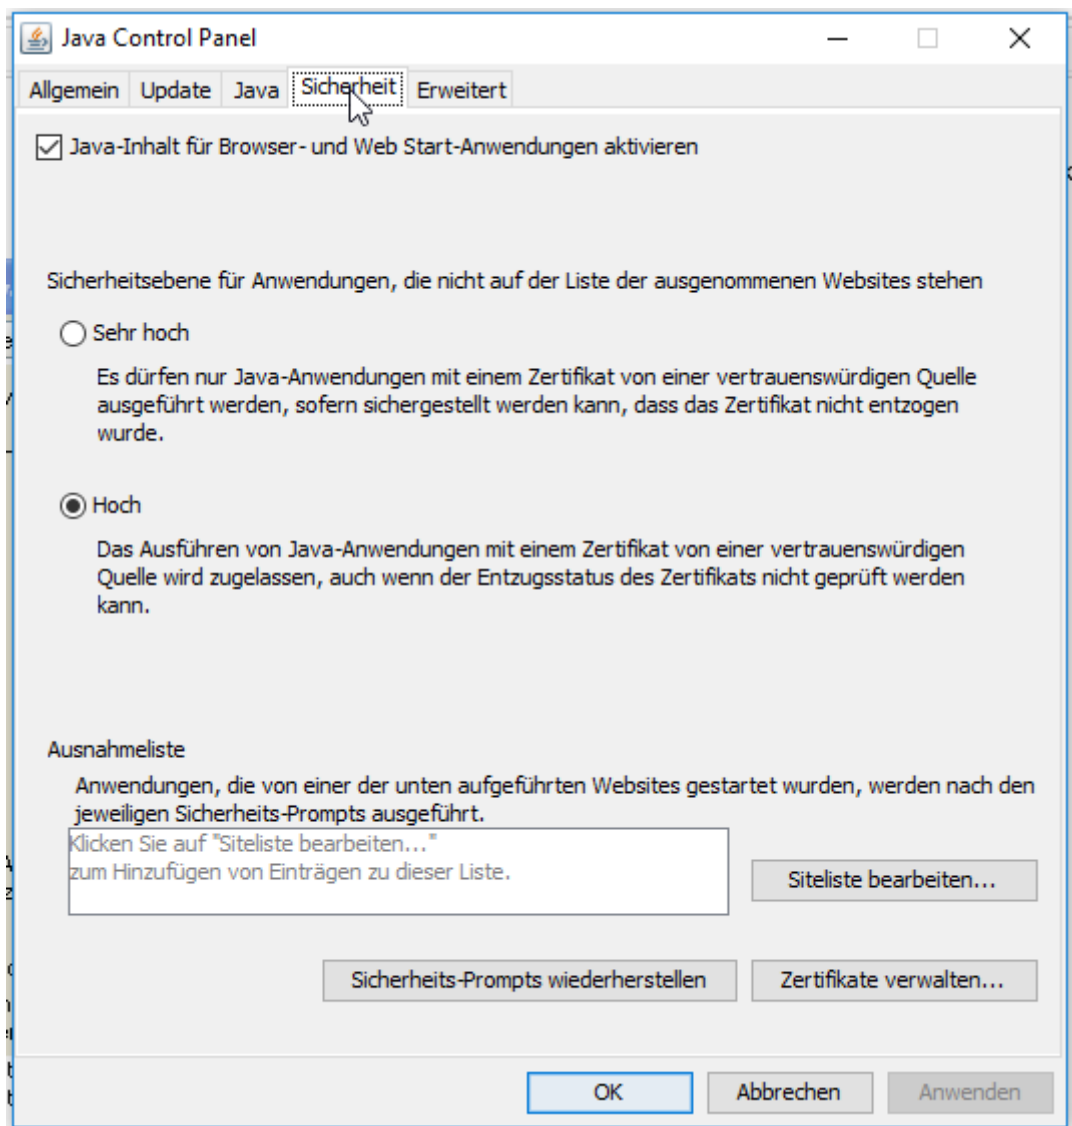 Java Control Panel
Allgemein Update Java Sicherheit Erweitert
Java-Inhalt für Browser- und Web Start-Anwendungen aktivieren
Sicherheitsebene für Anwendungen, die nicht auf der Liste der ausgenommenen Websites stehen
Sehr hoch
Es dürfen nur Java-Anwendungen mit einem Zertifikat von einer vertrauenswürdigen Quelle
ausgeführt werden, sofern sichergestellt werden kann, dass das Zertifikat nicht entzogen
wurde.
Hoch
Das Ausführen von Java-Anwendungen mit einem Zertifikat von einer vertrauenswürdigen
Quelle wird zugelassen, auch wenn der Entzugsstatus des Zertifikats nicht geprüft werden
kann.
Ausnahmeliste
Anwendungen, die von einer der unten aufgeführten Websites gestartet wurden, werden nach den
jeweiligen Sicherheits-Prompts ausgeführt.
Klicken Sie auf "Siteliste bearbeiten..."
zum Hinzufügen von Einträgen zu dieser Liste.
Siteliste bearbeiten...
Sicherheits-Prompts wiederherstellen Zertifikate verwalten...
OK Abbrechen Anwenden